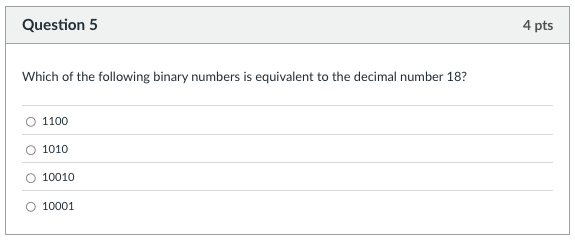 Question 5
4 pts
Which of the following binary numbers is equivalent to the decimal number 18?
1100
1010
10010
10001